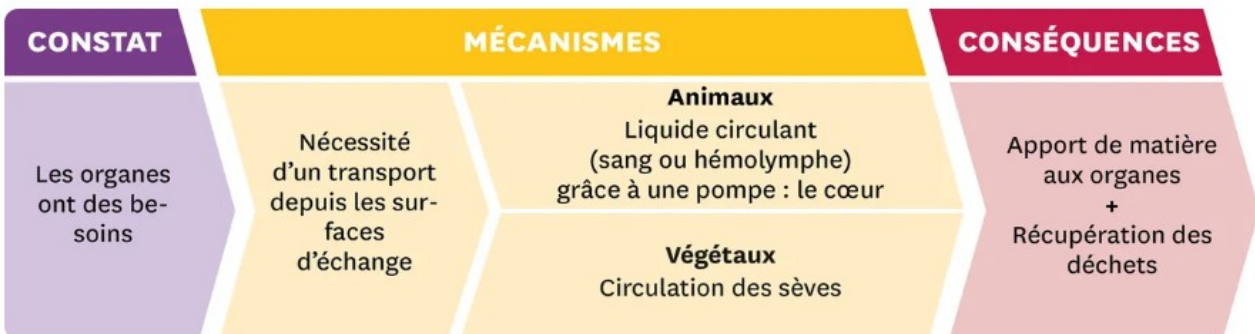 CONSTAT
MÉCANISMES
CONSÉQUENCES
Les organes
ont des be-
soins
Nécessité
d'un transport
depuis les sur-
faces
d'échange
Animaux
Liquide circulant
(sang ou hémolymphe)
grâce à une pompe : le cœur
Végétaux
Circulation des sèves
Apport de matière
aux organes
+
Récupération des
déchets